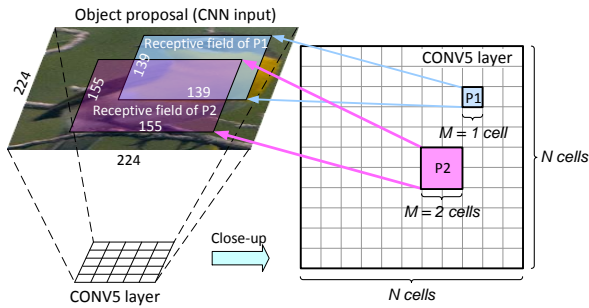 Object proposal (CNN input)
Receptive field of P1
139
139
224
155
Receptive field of P2
155
224
Close-up
CONV5 layer
CONV5 layer
P1
M = 1 cell
P2
M = 2 cells
N cells
N cells